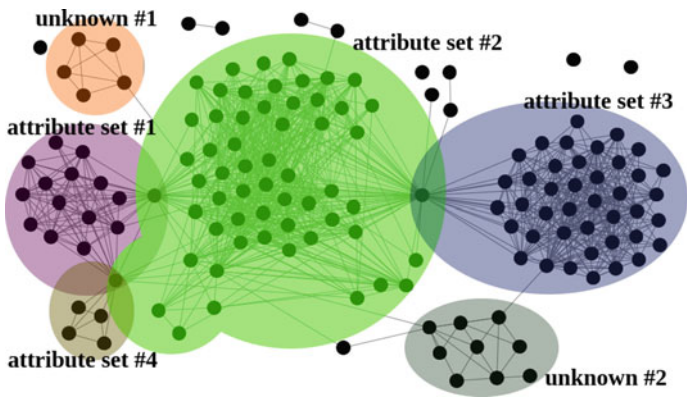 unknown #1
attribute set #2
attribute set #3
attribute set #1
attribute set #4
unknown #2